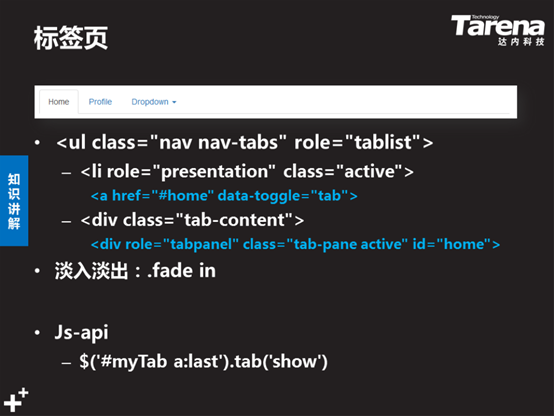 标签页
Technology
Tarena
达内科技
Home Profile Dropdown
• <ul class="nav nav-tabs" role="tablist">
– <li role="presentation" class="active">
<a href="#home" data-toggle="tab">
– <div class="tab-content">
<div role="tabpanel" class="tab-pane active" id="home">
知识讲解
• 淡入淡出：.fade in
• Js-api
– $('#myTab a:last').tab('show')